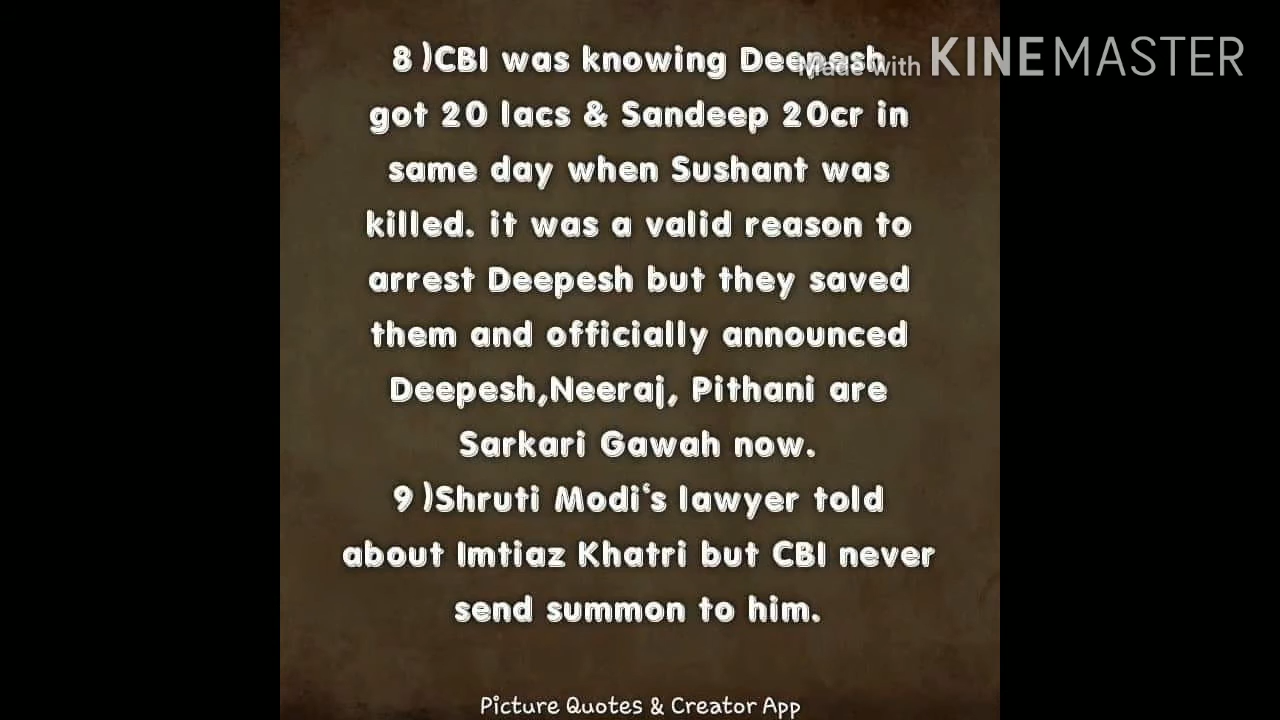 8 )CBI was knowing Deepesh
Made with KINEMASTER
got 20 lacs & Sandeep 20cr in
same day when Sushant was
killed. it was a valid reason to
arrest Deepesh but they saved
them and officially announced
Deepesh,Neeraj, Pithani are
Sarkari Gawah now.
9 )Shruti Modi's lawyer told
about Imtiaz Khatri but CBI never
send summon to him.
Picture Quotes & Creator App